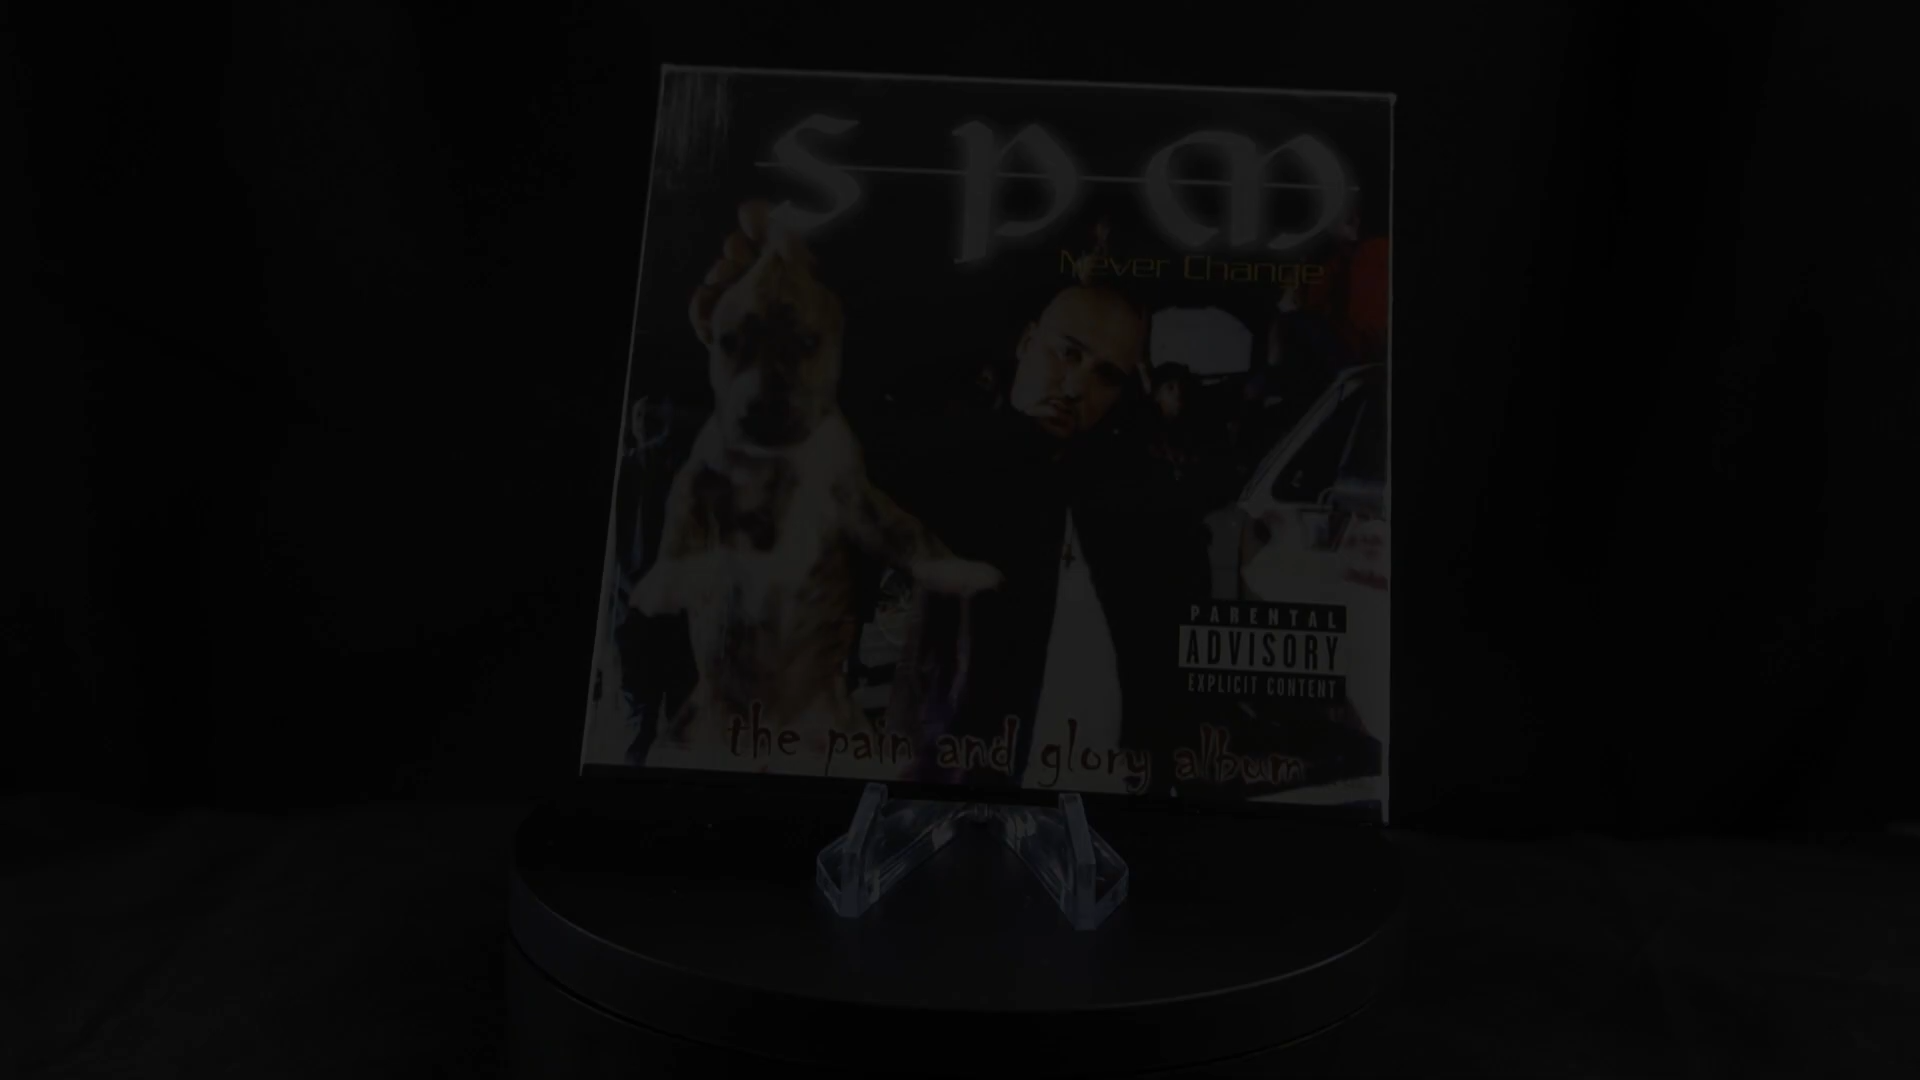 SPM
Never Change
PARENTAL
ADVISORY
EXPLICIT CONTENT
the pain and glory album